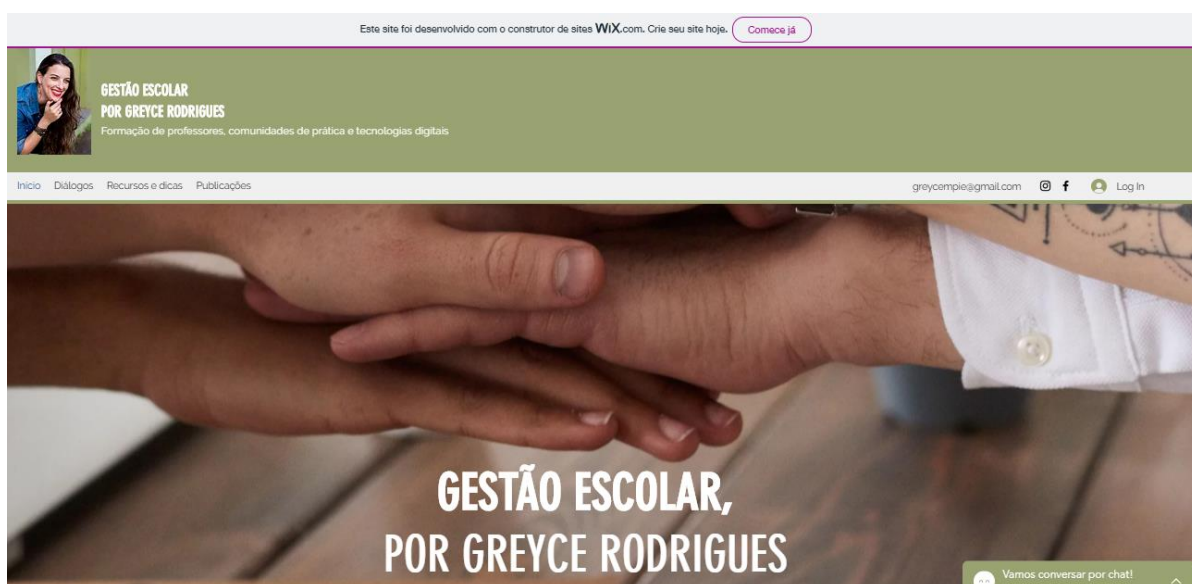 Este site foi desenvolvido com o construtor de sites WiX.com. Crie seu site hoje. Comece já
GESTÃO ESCOLAR
POR GREYCE RODRIGUES
Formação de professores, comunidades de prática e tecnologias digitais
Início Diálogos Recursos e dicas Publicações greycempie@gmail.com Log In
GESTÃO ESCOLAR,
POR GREYCE RODRIGUES
Vamos conversar por chat!